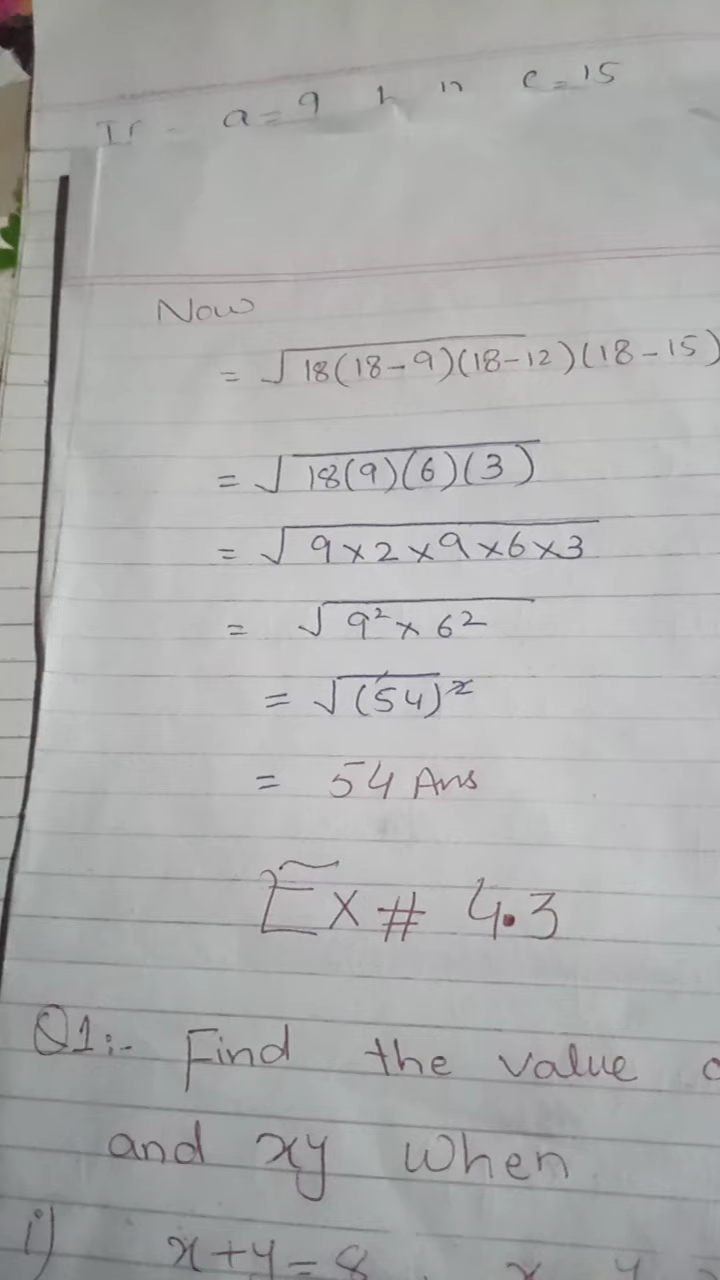 a = 9 c = 15
Now
= √18(18-9)(18-12)(18-15)
= √18(9)(6)(3)
= √9×2×9×6×3
= √9²×6²
= √(54)²
= 54 Ans
Ex# 4.3
Q1:- Find the value
and xy when
i) x+y=8